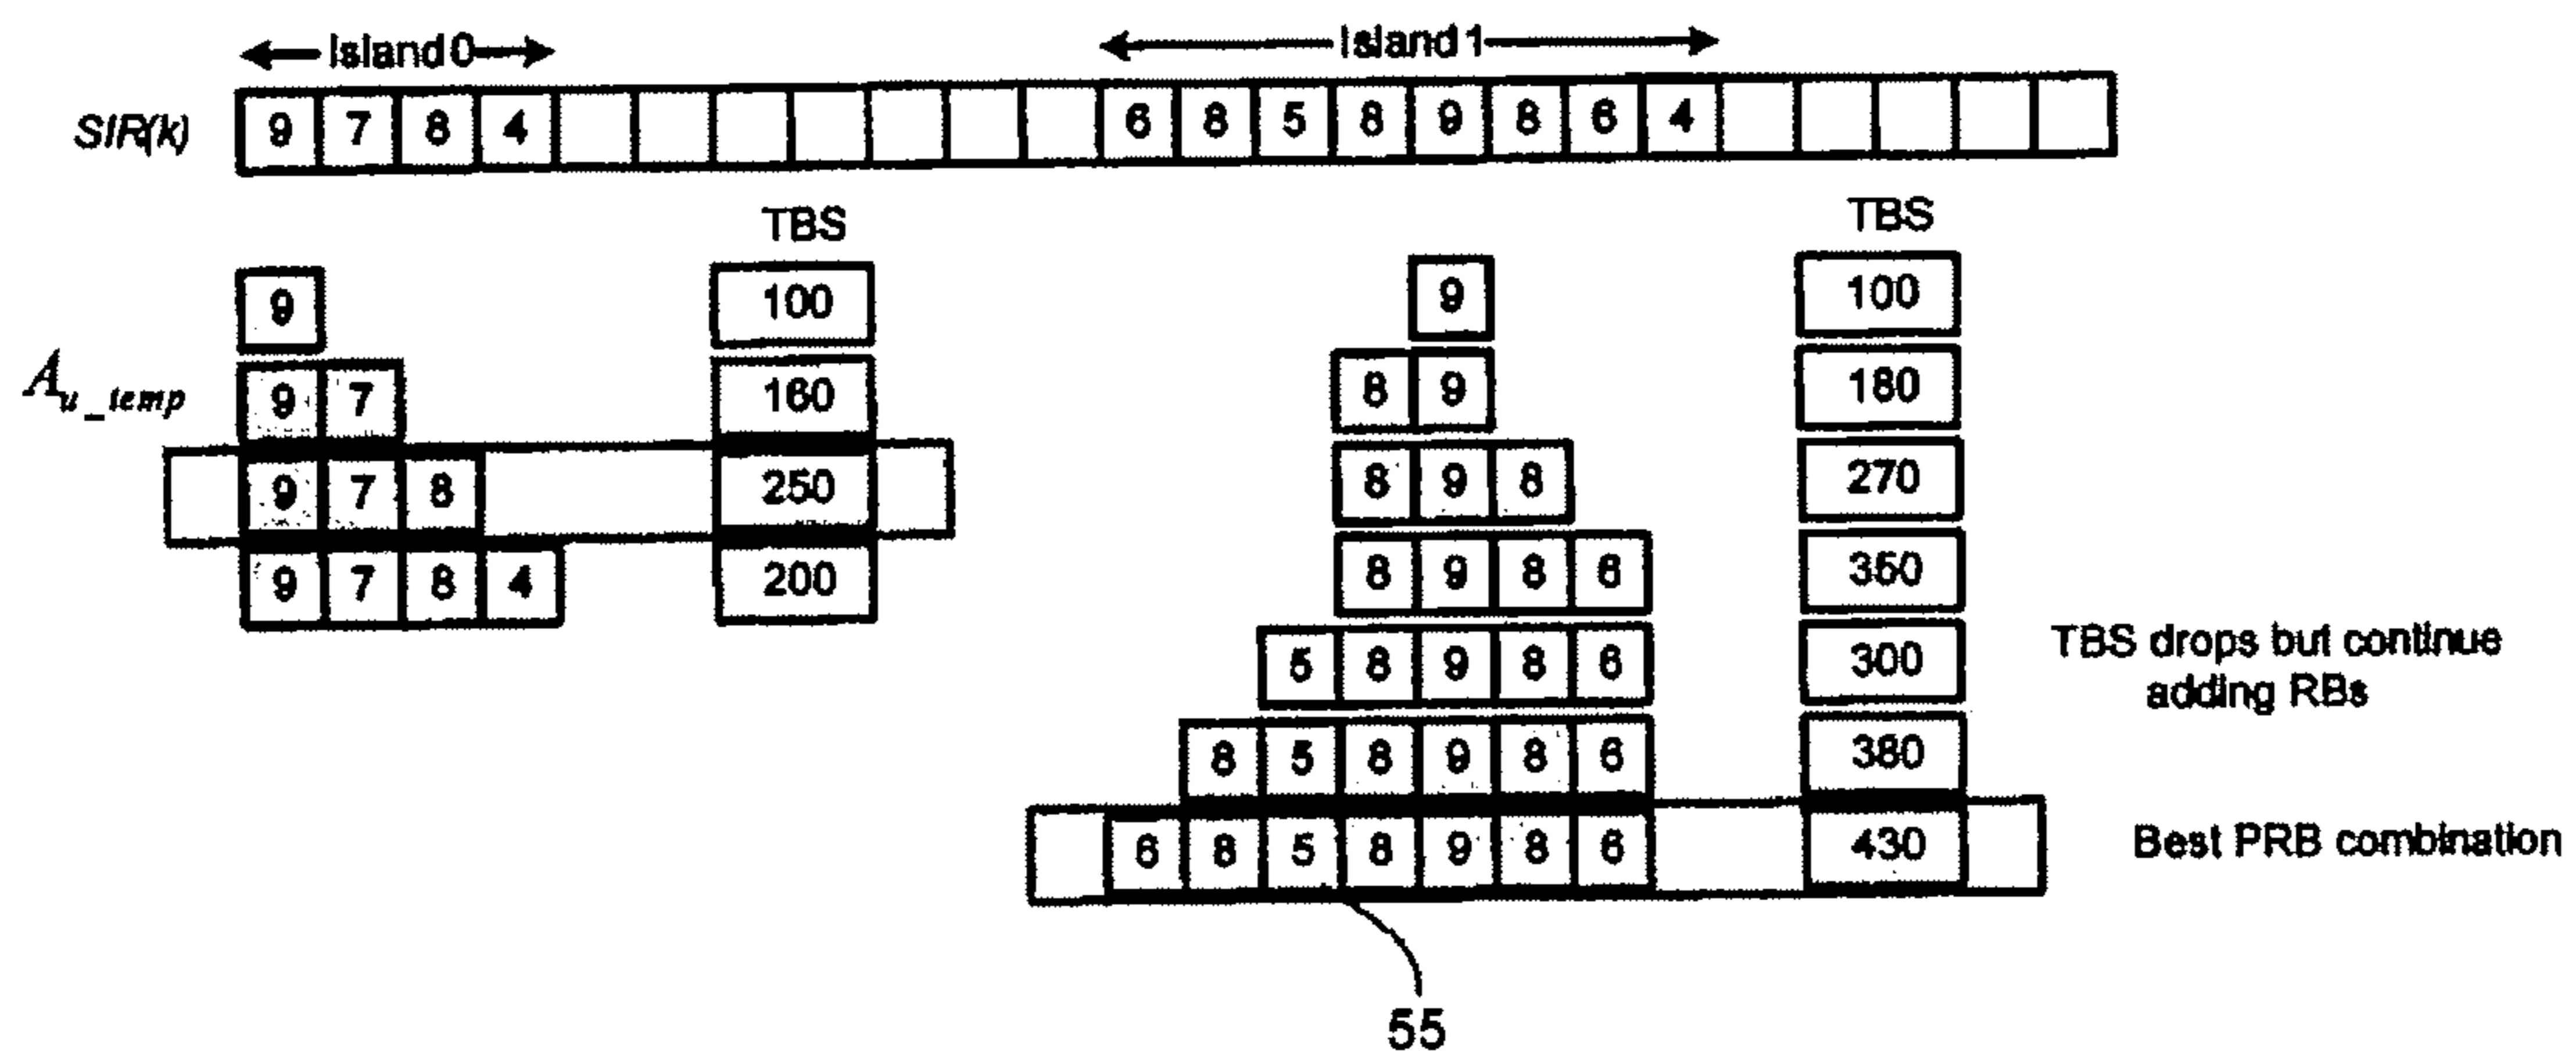 Island 0
Island 1
SIR(k) 9 7 8 4 6 8 5 8 9 8 6 4
TBS TBS
9 100 9 100
A_u_temp 9 7 160 8 9 180
9 7 8 250 8 9 8 270
9 7 8 4 200 8 9 8 6 350
5 8 9 8 6 300 TBS drops but continue
adding RBs
8 5 8 9 8 6 380
6 8 5 8 9 8 6 430 Best PRB combination
55